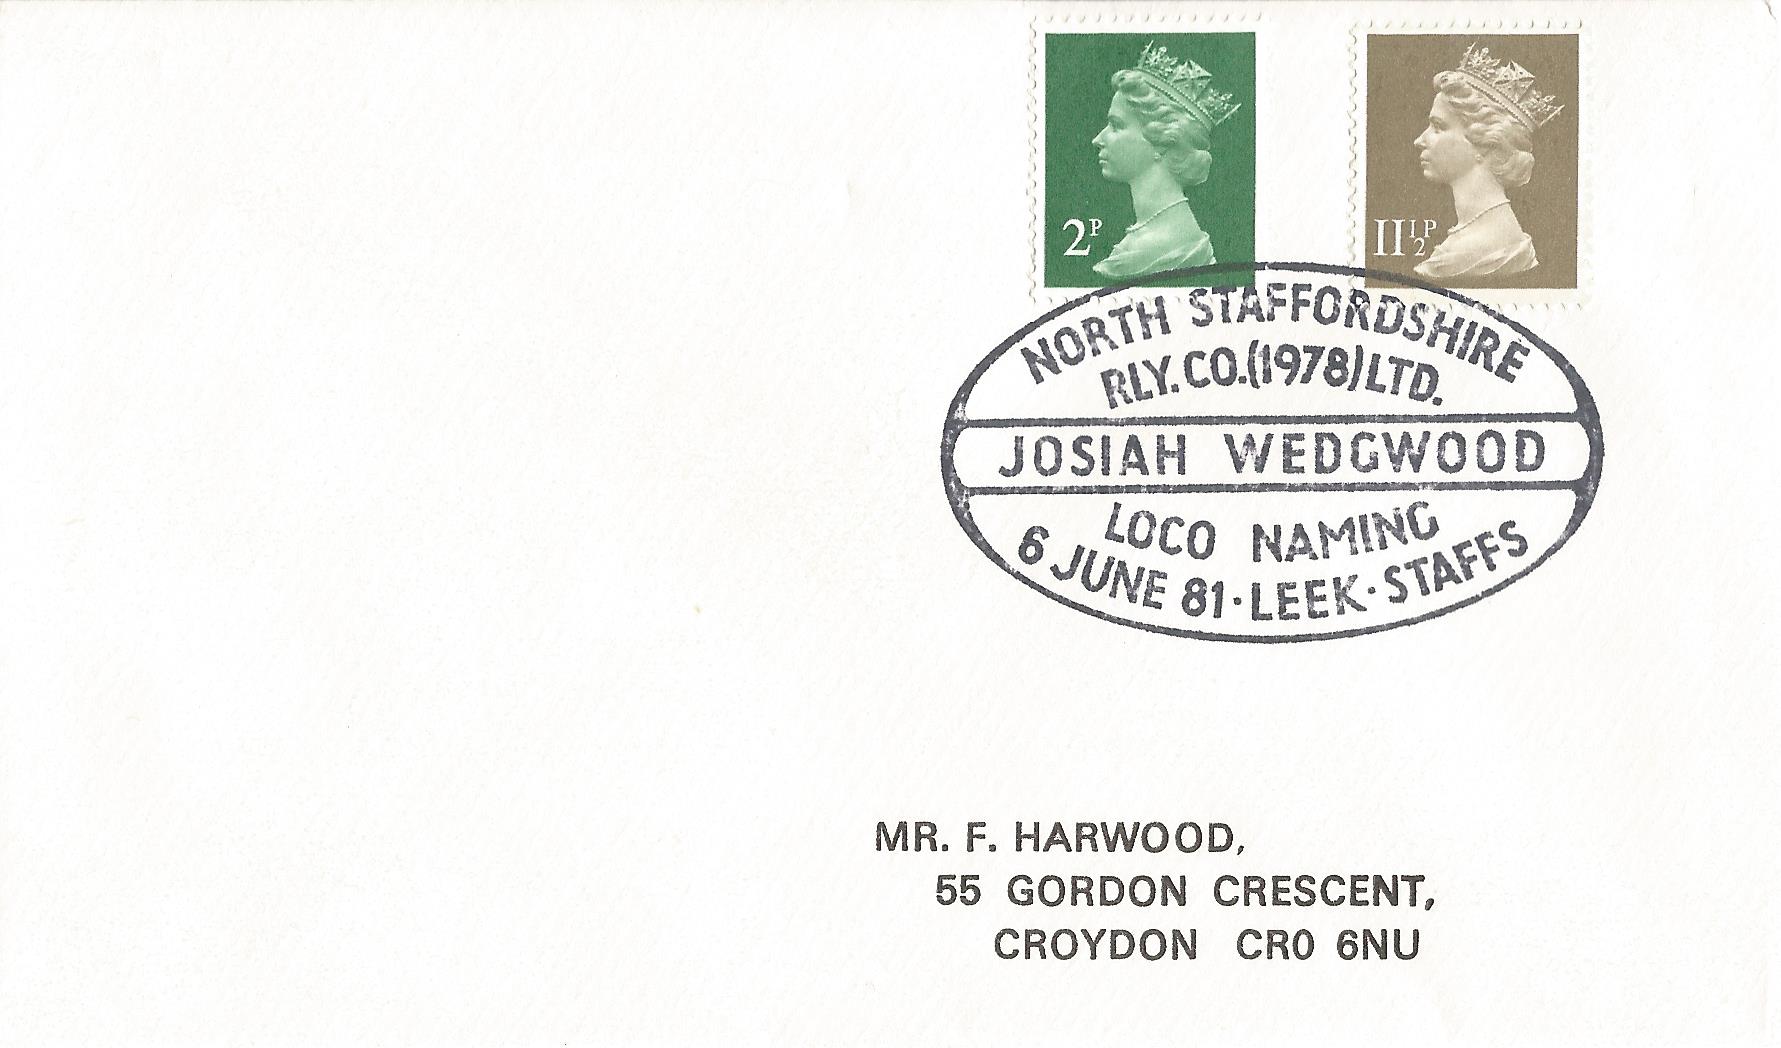 2P
11½P
NORTH STAFFORDSHIRE
RLY. CO. (1978) LTD.
JOSIAH WEDGWOOD
LOCO NAMING
6 JUNE 81 · LEEK · STAFFS
MR. F. HARWOOD,
55 GORDON CRESCENT,
CROYDON CR0 6NU